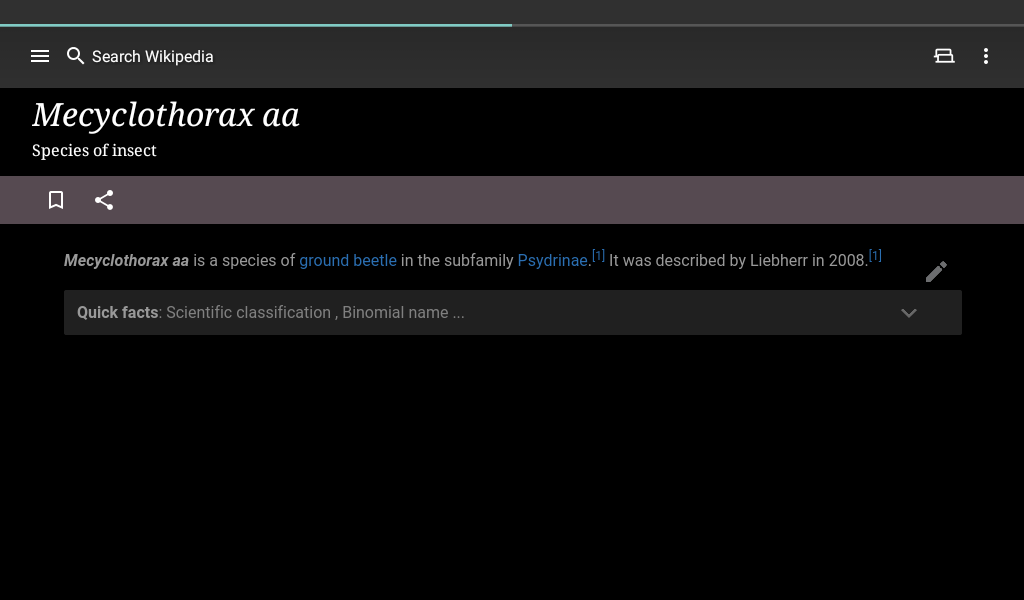 Search Wikipedia
Mecyclothorax aa
Species of insect
Mecyclothorax aa is a species of ground beetle in the subfamily Psydrinae.[1] It was described by Liebherr in 2008.[1]
Quick facts: Scientific classification , Binomial name ...